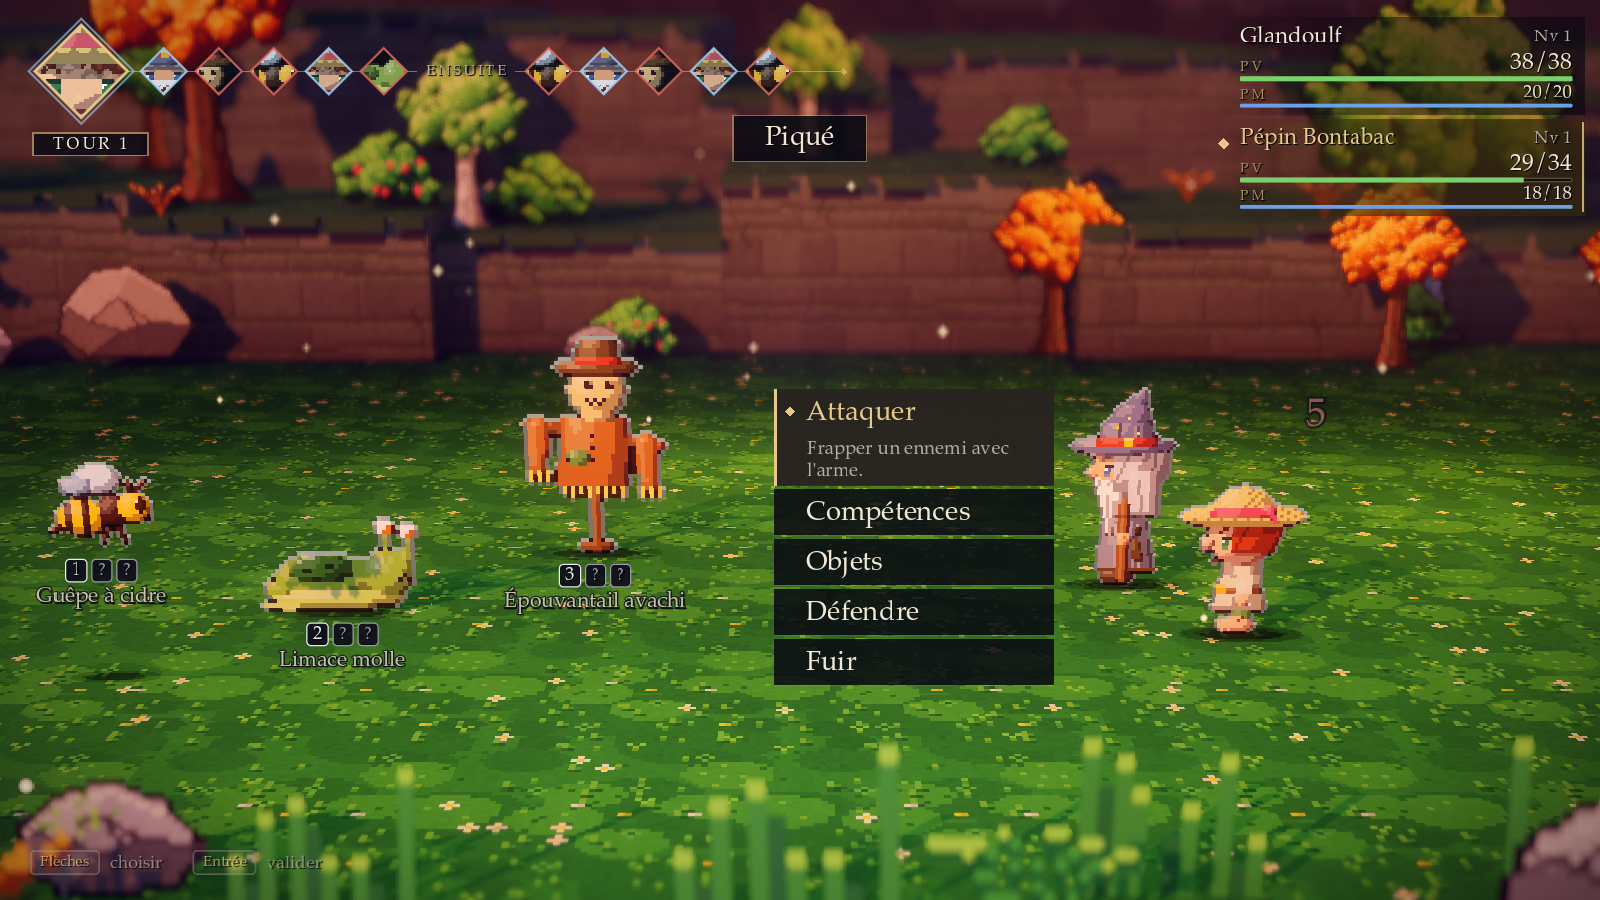 ENSUITE
TOUR 1
Piqué
Glandoulf Nv 1
PV 38/38
PM 20/20
Pépin Bontabac Nv 1
PV 29/34
PM 18/18
5
Attaquer
Frapper un ennemi avec
l'arme.
Compétences
Objets
Défendre
Fuir
1 ? ?
Guêpe à cidre
2 ? ?
Limace molle
3 ? ?
Épouvantail avachi
Flèches choisir Entrée valider